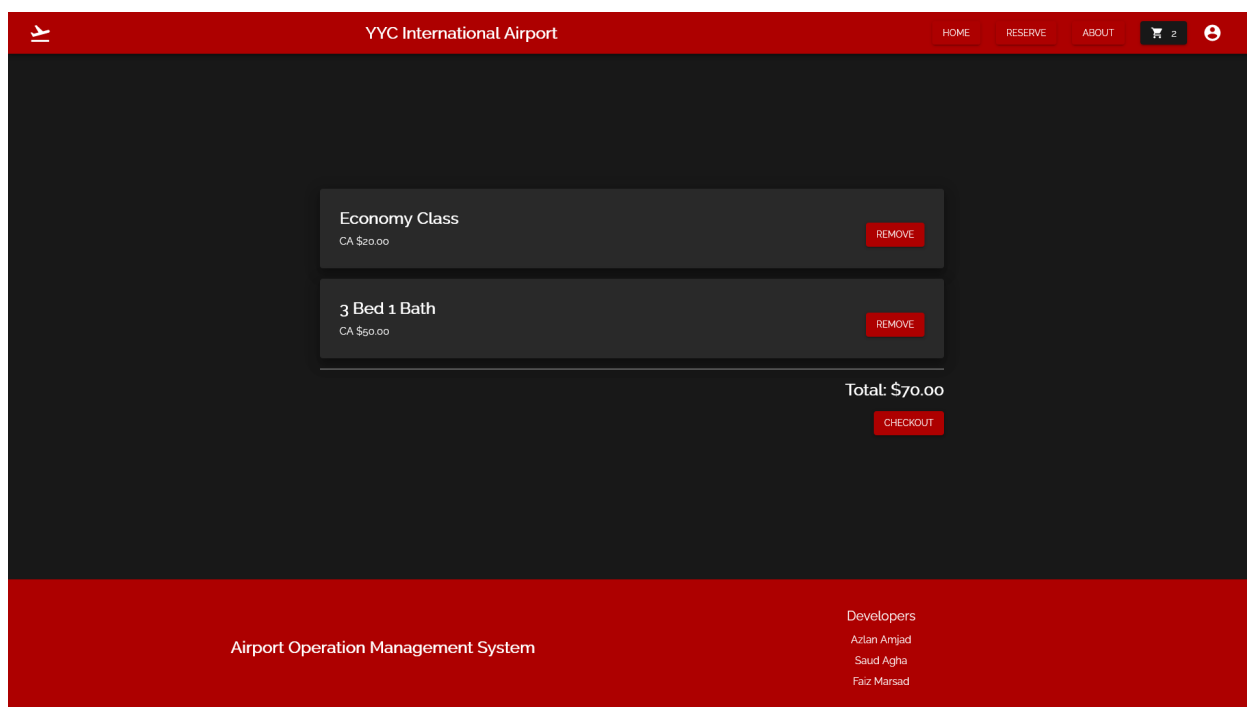 YYC International Airport
HOME RESERVE ABOUT 2
Economy Class
CA $20.00
REMOVE
3 Bed 1 Bath
CA $50.00
REMOVE
Total: $70.00
CHECKOUT
Airport Operation Management System
Developers
Azlan Amjad
Saud Agha
Faiz Marsad